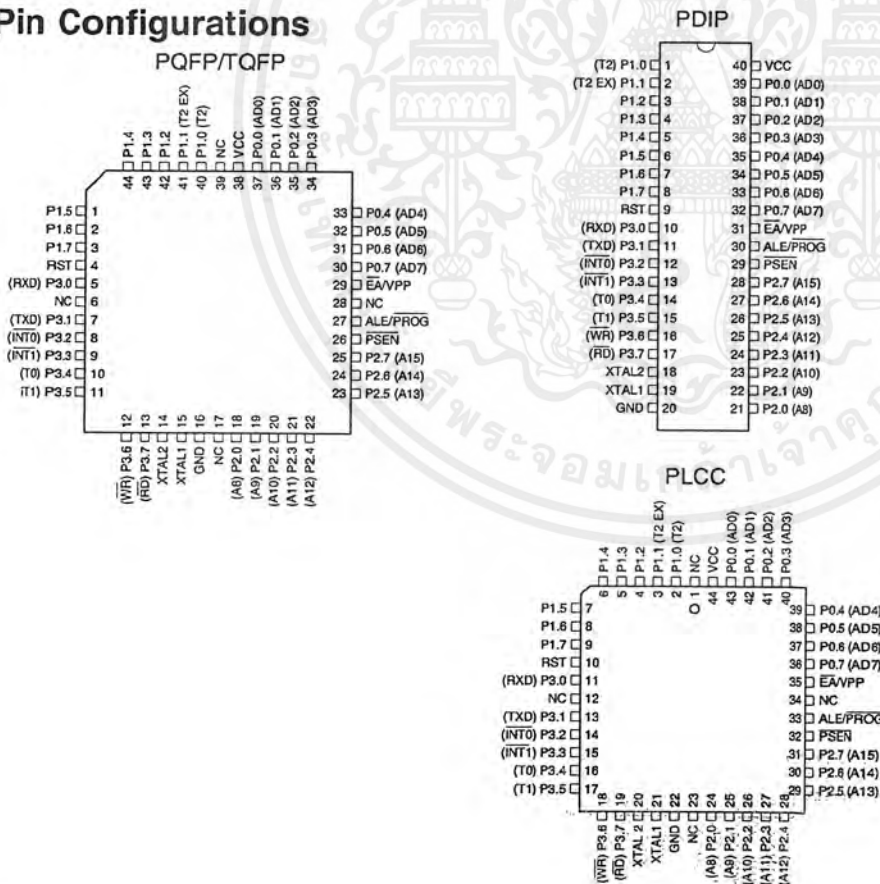 Pin Configurations
PQFP/TQFP
P1.4
P1.3
P1.2
P1.1 (T2 EX)
P1.0 (T2)
NC
VCC
P0.0 (AD0)
P0.1 (AD1)
P0.2 (AD2)
P0.3 (AD3)
44 43 42 41 40 39 38 37 36 35 34
P1.5 1
P1.6 2
P1.7 3
RST 4
(RXD) P3.0 5
NC 6
(TXD) P3.1 7
(INT0) P3.2 8
(INT1) P3.3 9
(T0) P3.4 10
iT1) P3.5 11
33 P0.4 (AD4)
32 P0.5 (AD5)
31 P0.6 (AD6)
30 P0.7 (AD7)
29 EA/VPP
28 NC
27 ALE/PROG
26 PSEN
25 P2.7 (A15)
24 P2.6 (A14)
23 P2.5 (A13)
12 13 14 15 16 17 18 19 20 21 22
(WR) P3.6
(RD) P3.7
XTAL2
XTAL1
GND
NC
(A8) P2.0
(A9) P2.1
(A10) P2.2
(A11) P2.3
(A12) P2.4
PDIP
(T2) P1.0 1
(T2 EX) P1.1 2
P1.2 3
P1.3 4
P1.4 5
P1.5 6
P1.6 7
P1.7 8
RST 9
(RXD) P3.0 10
(TXD) P3.1 11
(INT0) P3.2 12
(INT1) P3.3 13
(T0) P3.4 14
(T1) P3.5 15
(WR) P3.6 16
(RD) P3.7 17
XTAL2 18
XTAL1 19
GND 20
40 VCC
39 P0.0 (AD0)
38 P0.1 (AD1)
37 P0.2 (AD2)
36 P0.3 (AD3)
35 P0.4 (AD4)
34 P0.5 (AD5)
33 P0.6 (AD6)
32 P0.7 (AD7)
31 EA/VPP
30 ALE/PROG
29 PSEN
28 P2.7 (A15)
27 P2.6 (A14)
26 P2.5 (A13)
25 P2.4 (A12)
24 P2.3 (A11)
23 P2.2 (A10)
22 P2.1 (A9)
21 P2.0 (A8)
PLCC
P1.4
P1.3
P1.2
P1.1 (T2 EX)
P1.0 (T2)
NC
VCC
P0.0 (AD0)
P0.1 (AD1)
P0.2 (AD2)
P0.3 (AD3)
6 5 4 3 2 1 44 43 42 41 40
P1.5 7
P1.6 8
P1.7 9
RST 10
(RXD) P3.0 11
NC 12
(TXD) P3.1 13
(INT0) P3.2 14
(INT1) P3.3 15
(T0) P3.4 16
(T1) P3.5 17
39 P0.4 (AD4)
38 P0.5 (AD5)
37 P0.6 (AD6)
36 P0.7 (AD7)
35 EA/VPP
34 NC
33 ALE/PROG
32 PSEN
31 P2.7 (A15)
30 P2.6 (A14)
29 P2.5 (A13)
18 19 20 21 22 23 24 25 26 27 28
(WR) P3.6
(RD) P3.7
XTAL 2
XTAL1
GND
NC
(A8) P2.0
(A9) P2.1
(A10) P2.2
(A11) P2.3
(A12) P2.4